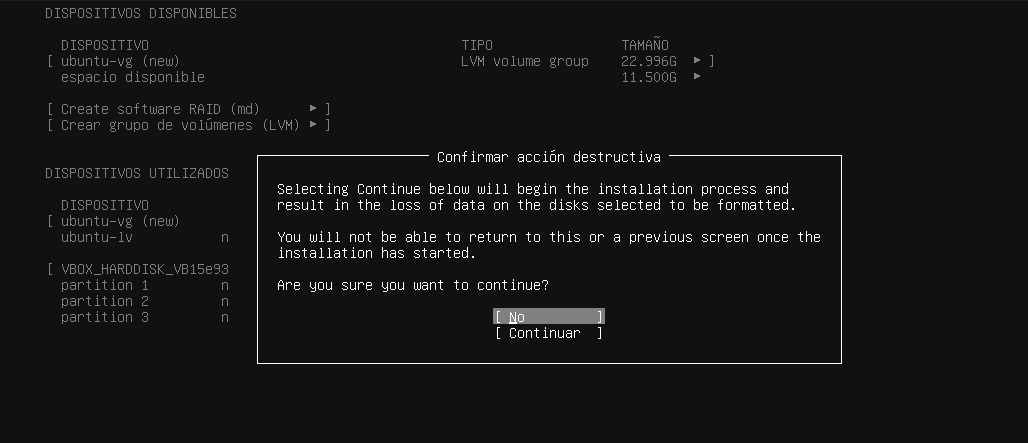 DISPOSITIVOS DISPONIBLES
DISPOSITIVO TIPO TAMAÑO
[ ubuntu-vg (new) LVM volume group 22.996G ▸ ]
espacio disponible 11.500G ▸
[ Create software RAID (md) ▸ ]
[ Crear grupo de volúmenes (LVM) ▸ ]
DISPOSITIVOS UTILIZADOS
DISPOSITIVO
[ ubuntu-vg (new)
ubuntu-lv n
[ VBOX_HARDDISK_VB15e93
partition 1 n
partition 2 n
partition 3 n
Confirmar acción destructiva
Selecting Continue below will begin the installation process and
result in the loss of data on the disks selected to be formatted.
You will not be able to return to this or a previous screen once the
installation has started.
Are you sure you want to continue?
[ No ]
[ Continuar ]